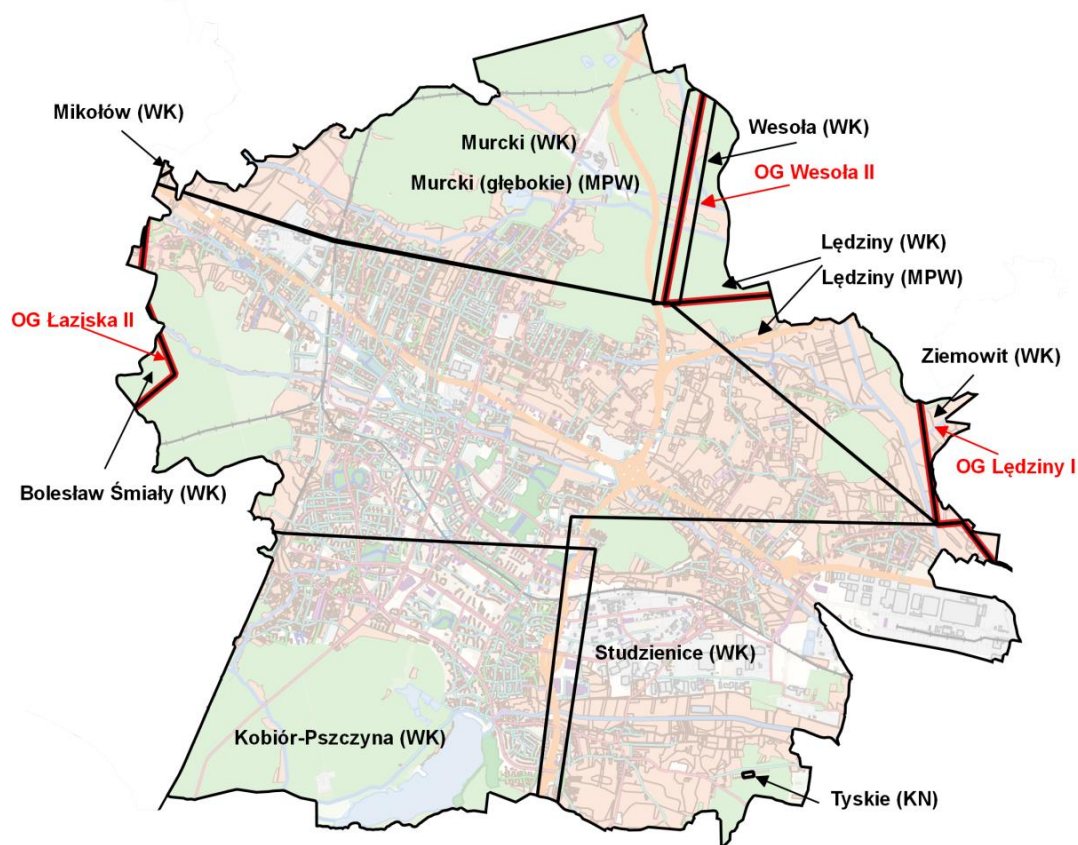 Mikołów (WK)
Murcki (WK)
Murcki (głębokie) (MPW)
Wesoła (WK)
OG Wesoła II
Lędziny (WK)
Lędziny (MPW)
OG Łaziska II
Ziemowit (WK)
OG Lędziny I
Bolesław Śmiały (WK)
Studzienice (WK)
Kobiór-Pszczyna (WK)
Tyskie (KN)